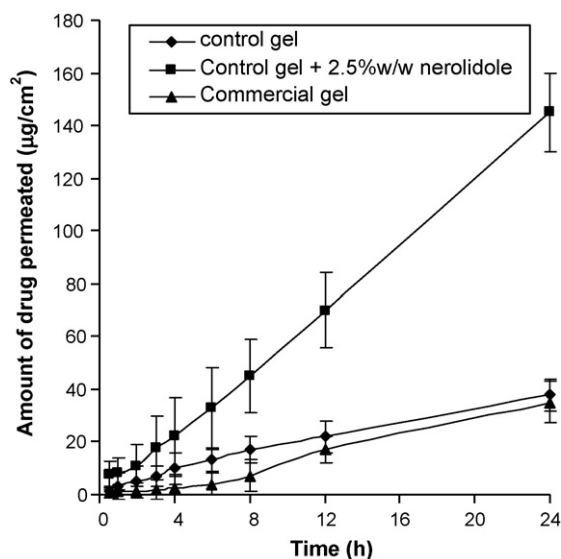 180
160
140
120
100
80
60
40
20
0
Amount of drug permeated (µg/cm²)
control gel
Control gel + 2.5%w/w nerolidole
Commercial gel
0 4 8 12 16 20 24
Time (h)